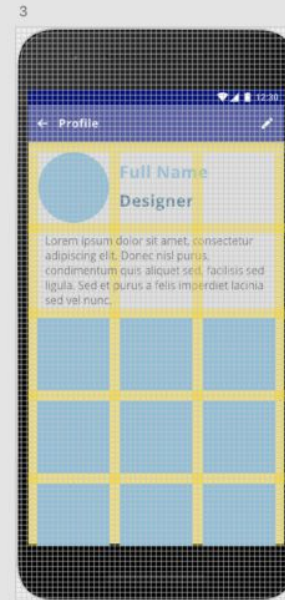 3
12:30
Profile
Full Name
Designer
Lorem ipsum dolor sit amet, consectetur
adipiscing elit. Donec nisl purus,
condimentum quis aliquet sed, facilisis sed
ligula. Sed et purus a felis imperdiet lacinia
sed vel nunc.